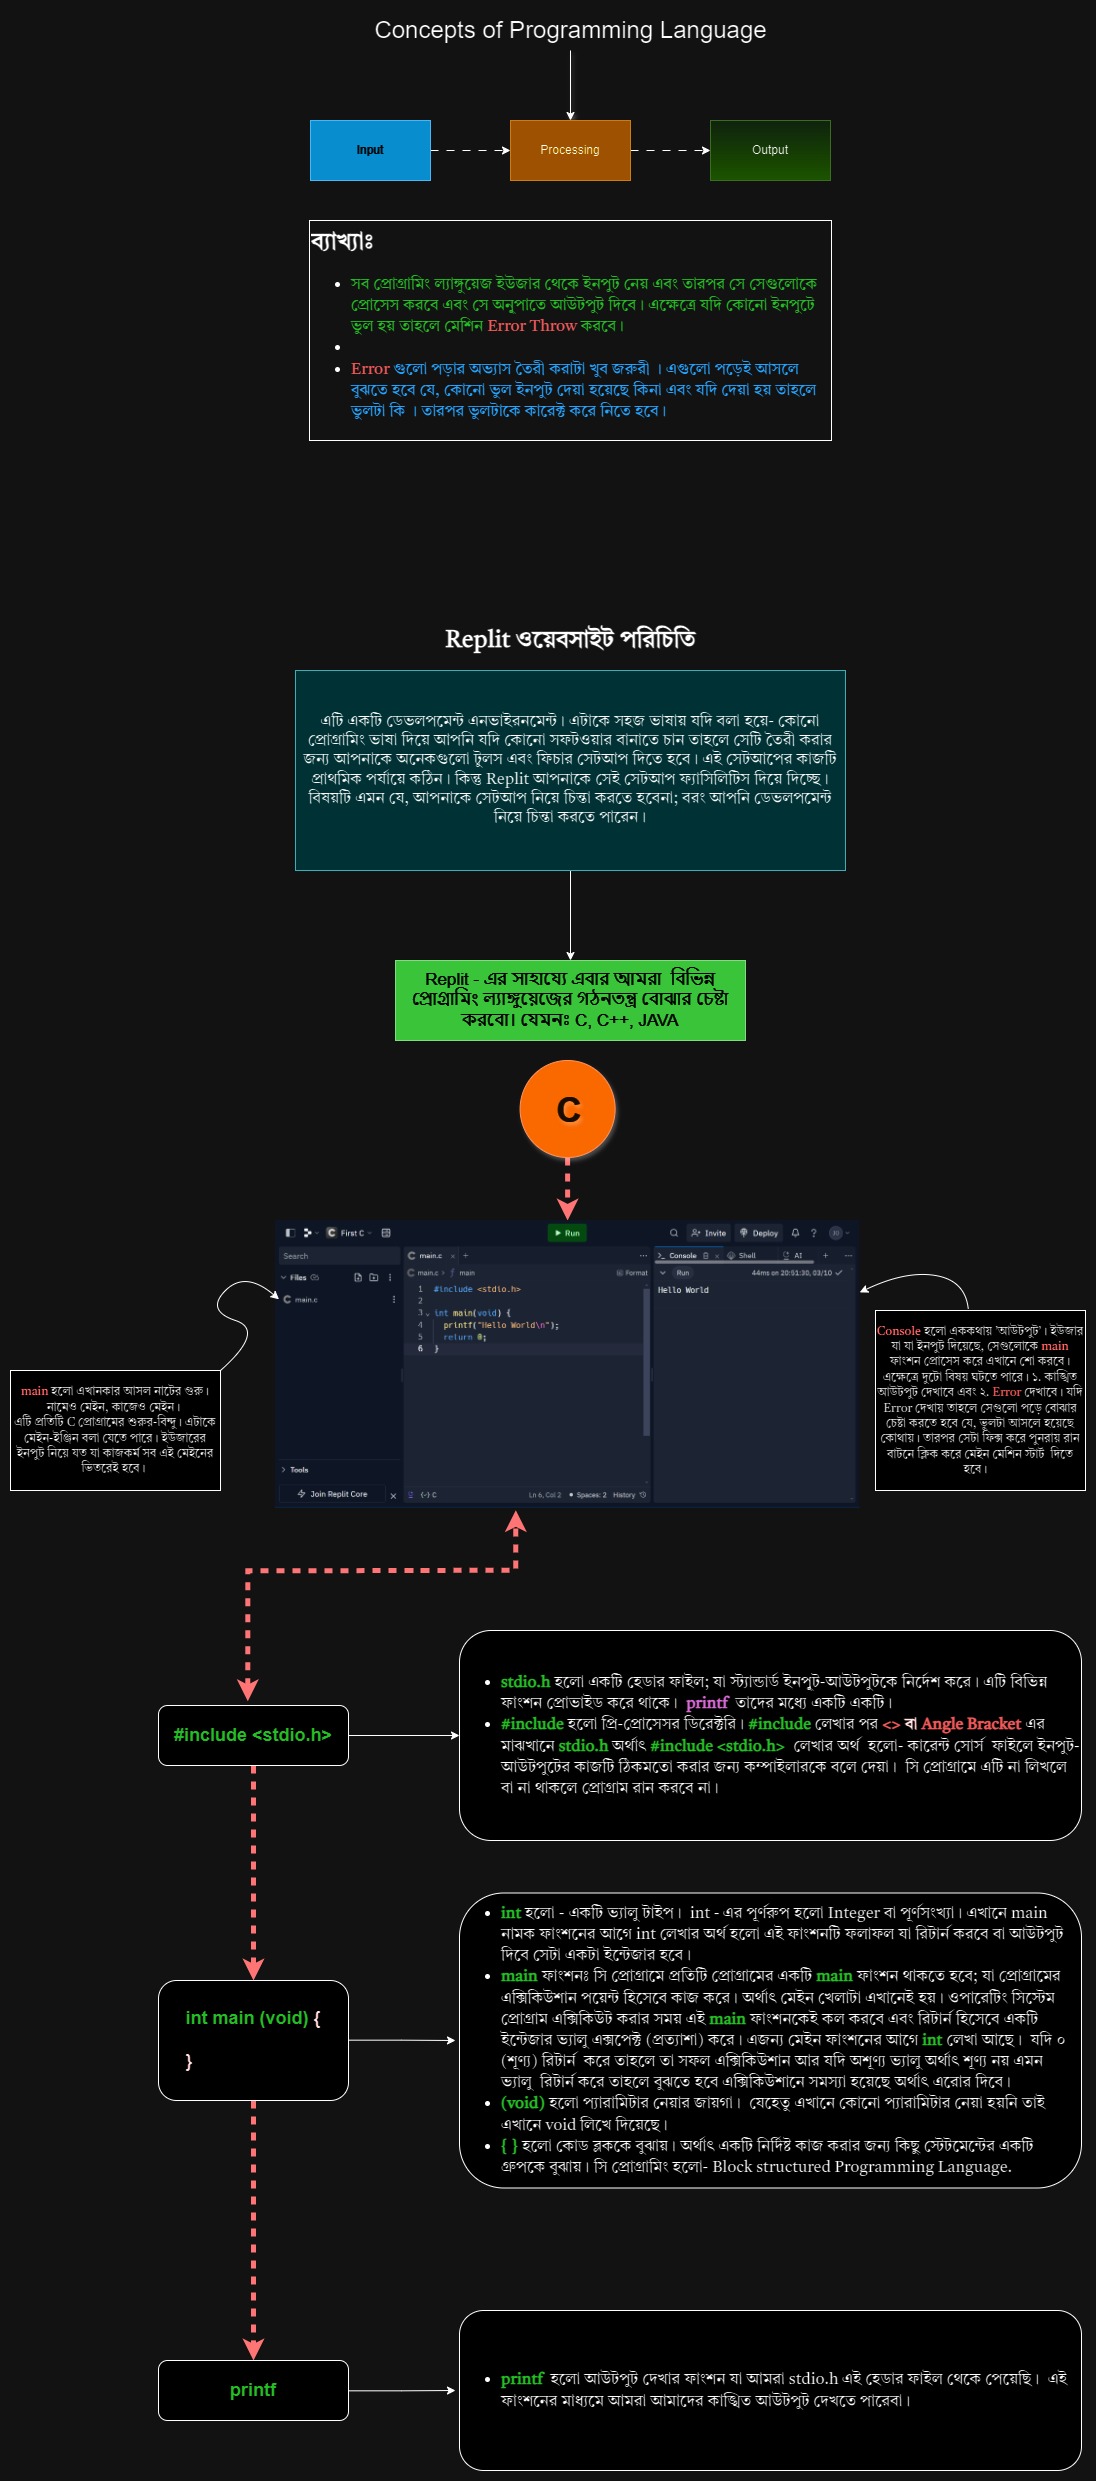 Concepts of Programming Language
Input
Processing
Output
ব্যাখ্যাঃ
সব প্রোগ্রামিং ল্যাঙ্গুয়েজ ইউজার থেকে ইনপুট নেয় এবং তারপর সে সেগুলোকে
প্রোসেস করবে এবং সে অনুপাতে আউটপুট দিবে। এক্ষেত্রে যদি কোনো ইনপুটে
ভুল হয় তাহলে মেশিন Error Throw করবে।
Error গুলো পড়ার অভ্যাস তৈরী করাটা খুব জরুরী । এগুলো পড়েই আসলে
বুঝতে হবে যে, কোনো ভুল ইনপুট দেয়া হয়েছে কিনা এবং যদি দেয়া হয় তাহলে
ভুলটা কি । তারপর ভুলটাকে কারেক্ট করে নিতে হবে।
Replit ওয়েবসাইট পরিচিতি
এটি একটি ডেভলপমেন্ট এনভাইরনমেন্ট। এটাকে সহজ ভাষায় যদি বলা হয়ে- কোনো
প্রোগ্রামিং ভাষা দিয়ে আপনি যদি কোনো সফটওয়ার বানাতে চান তাহলে সেটি তৈরী করার
জন্য আপনাকে অনেকগুলো টুলস এবং ফিচার সেটআপ দিতে হবে। এই সেটআপের কাজটি
প্রাথমিক পর্যায়ে কঠিন। কিন্তু Replit আপনাকে সেই সেটআপ ফ্যাসিলিটিস দিয়ে দিচ্ছে।
বিষয়টি এমন যে, আপনাকে সেটআপ নিয়ে চিন্তা করতে হবেনা; বরং আপনি ডেভলপমেন্ট
নিয়ে চিন্তা করতে পারেন।
Replit - এর সাহায্যে এবার আমরা বিভিন্ন
প্রোগ্রামিং ল্যাঙ্গুয়েজের গঠনতন্ত্র বোঝার চেষ্টা
করবো। যেমনঃ C, C++, JAVA
C
First C
Run
Invite
Deploy
Search
main.c
Console
Shell
AI
Files
main.c > main
Format
Run
44ms on 20:51:30, 03/10
main.c
1 #include <stdio.h>
2
3 int main(void) {
4 printf("Hello World\n");
5 return 0;
6 }
Hello World
Tools
Join Replit Core
C
Ln 6, Col 2
Spaces: 2
History
main হলো এখানকার আসল নাটের গুরু।
নামেও মেইন, কাজেও মেইন।
এটি প্রতিটি C প্রোগ্রামের শুরুর-বিন্দু। এটাকে
মেইন-ইঞ্জিন বলা যেতে পারে। ইউজারের
ইনপুট নিয়ে যত যা কাজকর্ম সব এই মেইনের
ভিতরেই হবে।
Console হলো এককথায় 'আউটপুট'। ইউজার
যা যা ইনপুট দিয়েছে, সেগুলোকে main
ফাংশন প্রোসেস করে এখানে শো করবে।
এক্ষেত্রে দুটো বিষয় ঘটতে পারে। ১. কাঙ্খিত
আউটপুট দেখাবে এবং ২. Error দেখাবে। যদি
Error দেখায় তাহলে সেগুলো পড়ে বোঝার
চেষ্টা করতে হবে যে, ভুলটা আসলে হয়েছে
কোথায়। তারপর সেটা ফিক্স করে পুনরায় রান
বাটনে ক্লিক করে মেইন মেশিন স্টার্ট দিতে
হবে।
#include <stdio.h>
stdio.h হলো একটি হেডার ফাইল; যা স্ট্যান্ডার্ড ইনপুট-আউটপুটকে নির্দেশ করে। এটি বিভিন্ন
ফাংশন প্রোভাইড করে থাকে। printf তাদের মধ্যে একটি একটি।
#include হলো প্রি-প্রোসেসর ডিরেক্টরি। #include লেখার পর <> বা Angle Bracket এর
মাঝখানে stdio.h অর্থাৎ #include <stdio.h> লেখার অর্থ হলো- কারেন্ট সোর্স ফাইলে ইনপুট-
আউটপুটের কাজটি ঠিকমতো করার জন্য কম্পাইলারকে বলে দেয়া। সি প্রোগ্রামে এটি না লিখলে
বা না থাকলে প্রোগ্রাম রান করবে না।
int main (void) {
}
int হলো - একটি ভ্যালু টাইপ। int - এর পূর্ণরুপ হলো Integer বা পূর্ণসংখ্যা। এখানে main
নামক ফাংশনের আগে int লেখার অর্থ হলো এই ফাংশনটি ফলাফল যা রিটার্ন করবে বা আউটপুট
দিবে সেটা একটা ইন্টেজার হবে।
main ফাংশনঃ সি প্রোগ্রামে প্রতিটি প্রোগ্রামের একটি main ফাংশন থাকতে হবে; যা প্রোগ্রামের
এক্সিকিউশান পয়েন্ট হিসেবে কাজ করে। অর্থাৎ মেইন খেলাটা এখানেই হয়। ওপারেটিং সিস্টেম
প্রোগ্রাম এক্সিকিউট করার সময় এই main ফাংশনকেই কল করবে এবং রিটার্ন হিসেবে একটি
ইন্টেজার ভ্যালু এক্সপেক্ট (প্রত্যাশা) করে। এজন্য মেইন ফাংশনের আগে int লেখা আছে। যদি ০
(শূণ্য) রিটার্ন করে তাহলে তা সফল এক্সিকিউশান আর যদি অশূণ্য ভ্যালু অর্থাৎ শূণ্য নয় এমন
ভ্যালু রিটার্ন করে তাহলে বুঝতে হবে এক্সিকিউশানে সমস্যা হয়েছে অর্থাৎ এরোর দিবে।
(void) হলো প্যারামিটার নেয়ার জায়গা। যেহেতু এখানে কোনো প্যারামিটার নেয়া হয়নি তাই
এখানে void লিখে দিয়েছে।
{ } হলো কোড ব্লককে বুঝায়। অর্থাৎ একটি নির্দিষ্ট কাজ করার জন্য কিছু স্টেটমেন্টের একটি
গ্রুপকে বুঝায়। সি প্রোগ্রামিং হলো- Block structured Programming Language.
printf
printf হলো আউটপুট দেখার ফাংশন যা আমরা stdio.h এই হেডার ফাইল থেকে পেয়েছি। এই
ফাংশনের মাধ্যমে আমরা আমাদের কাঙ্খিত আউটপুট দেখতে পারেবা।